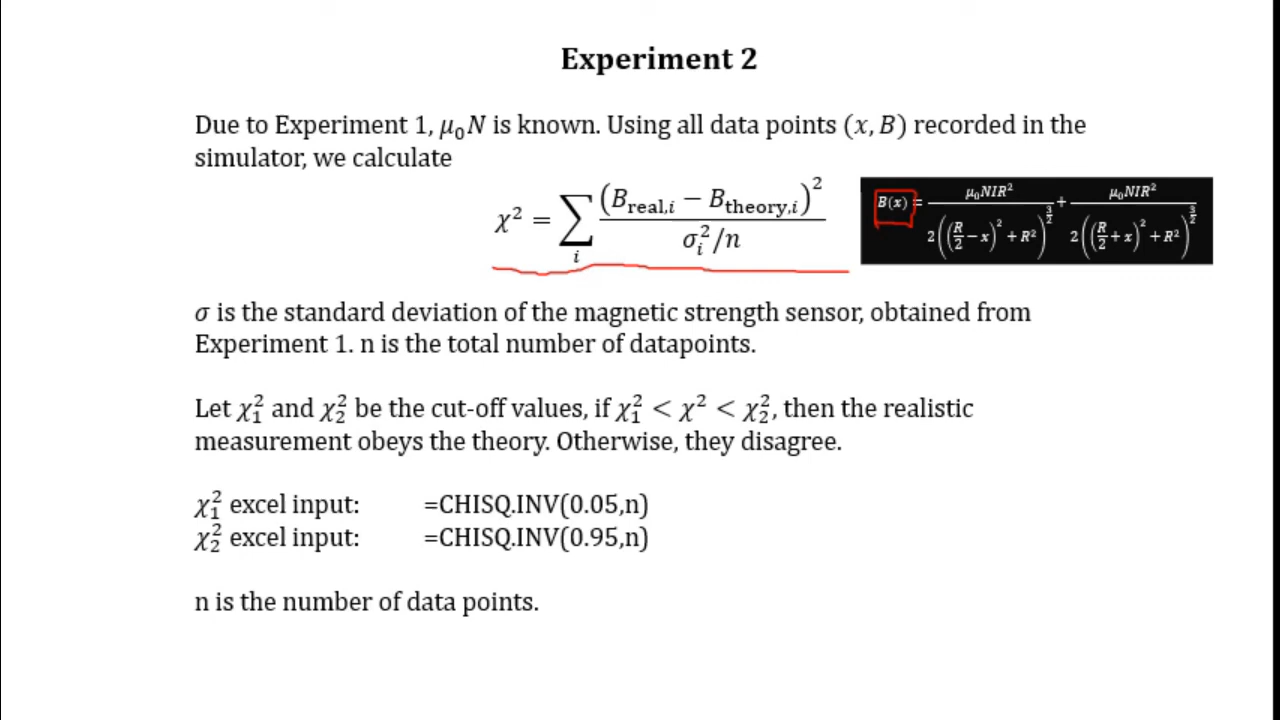 Experiment 2
Due to Experiment 1, μ₀N is known. Using all data points (x, B) recorded in the
simulator, we calculate
χ² = ∑ᵢ (B_real,i − B_theory,i)² / (σᵢ²/n)
B(x) = μ₀NIR² / 2((R/2 − x)² + R²)^(3/2) + μ₀NIR² / 2((R/2 + x)² + R²)^(3/2)
σ is the standard deviation of the magnetic strength sensor, obtained from
Experiment 1. n is the total number of datapoints.
Let χ₁² and χ₂² be the cut-off values, if χ₁² < χ² < χ₂², then the realistic
measurement obeys the theory. Otherwise, they disagree.
χ₁² excel input: =CHISQ.INV(0.05,n)
χ₂² excel input: =CHISQ.INV(0.95,n)
n is the number of data points.